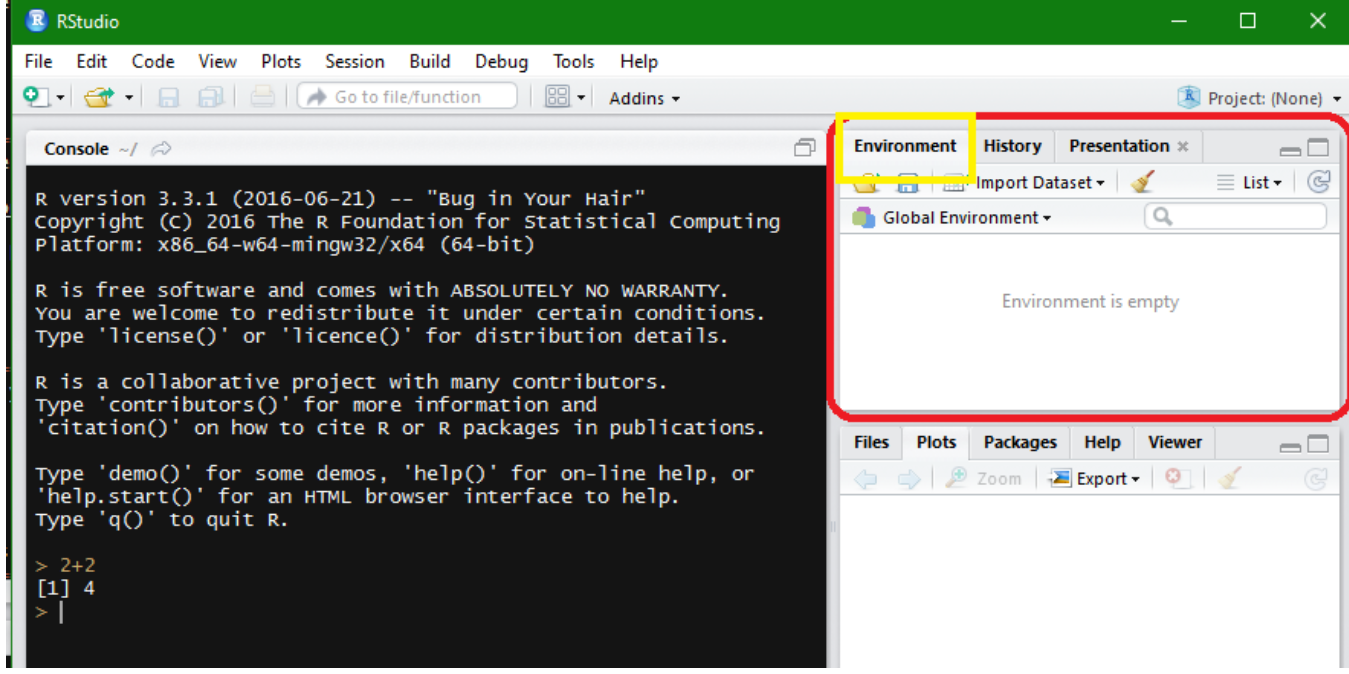 RStudio
File Edit Code View Plots Session Build Debug Tools Help
Go to file/function Addins Project: (None)
Console ~/
R version 3.3.1 (2016-06-21) -- "Bug in Your Hair"
Copyright (C) 2016 The R Foundation for Statistical Computing
Platform: x86_64-w64-mingw32/x64 (64-bit)
R is free software and comes with ABSOLUTELY NO WARRANTY.
You are welcome to redistribute it under certain conditions.
Type 'license()' or 'licence()' for distribution details.
R is a collaborative project with many contributors.
Type 'contributors()' for more information and
'citation()' on how to cite R or R packages in publications.
Type 'demo()' for some demos, 'help()' for on-line help, or
'help.start()' for an HTML browser interface to help.
Type 'q()' to quit R.
> 2+2
[1] 4
>
Environment History Presentation
Import Dataset List
Global Environment
Environment is empty
Files Plots Packages Help Viewer
Zoom Export